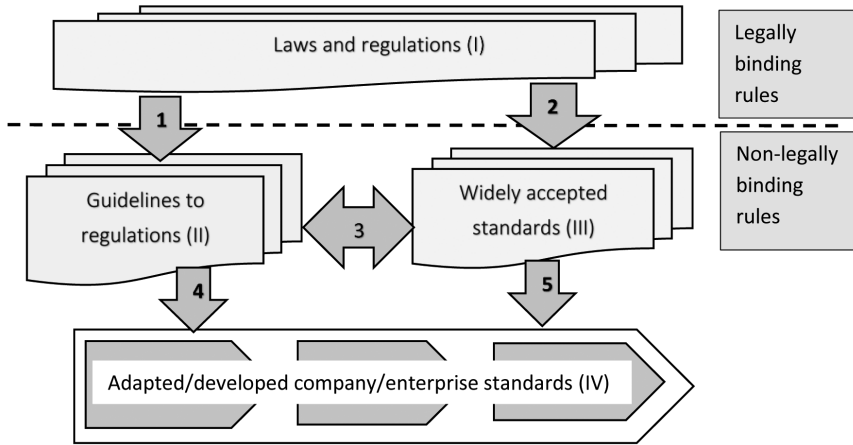 Laws and regulations (I)
Legally
binding
rules
1
2
Non-legally
binding
rules
Guidelines to
regulations (II)
3
Widely accepted
standards (III)
4
5
Adapted/developed company/enterprise standards (IV)